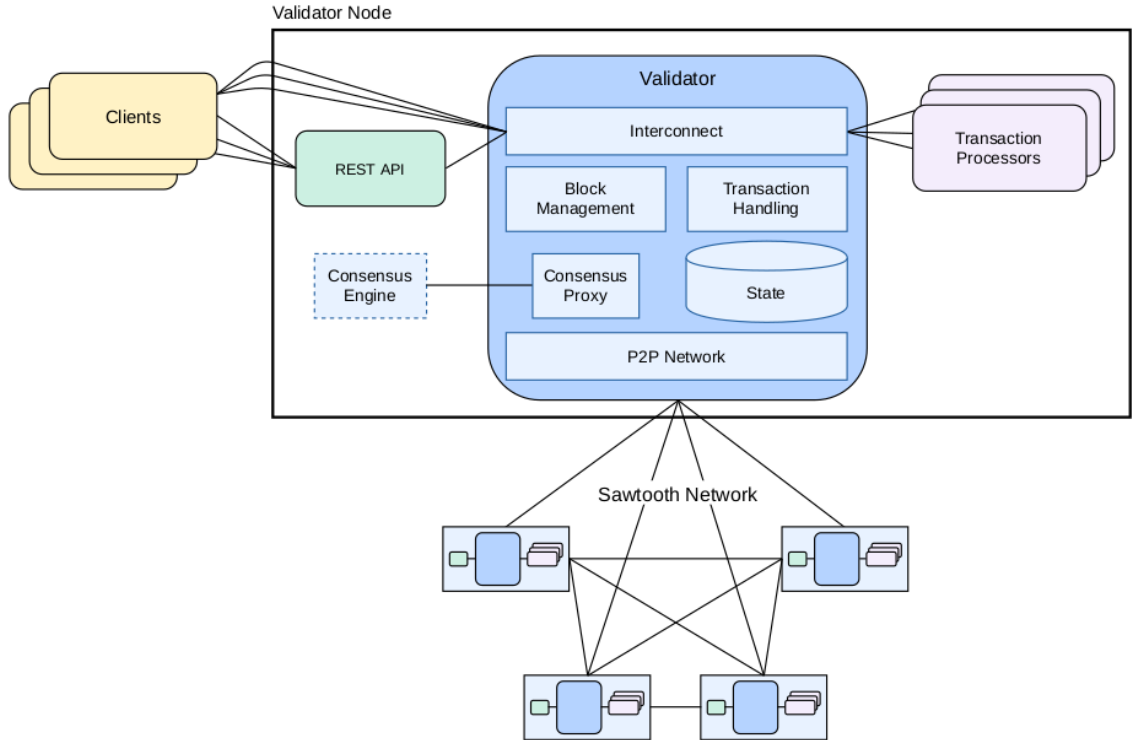 Validator Node
Validator
Clients
Interconnect
Transaction
Processors
REST API
Block
Management
Transaction
Handling
Consensus
Engine
Consensus
Proxy
State
P2P Network
Sawtooth Network